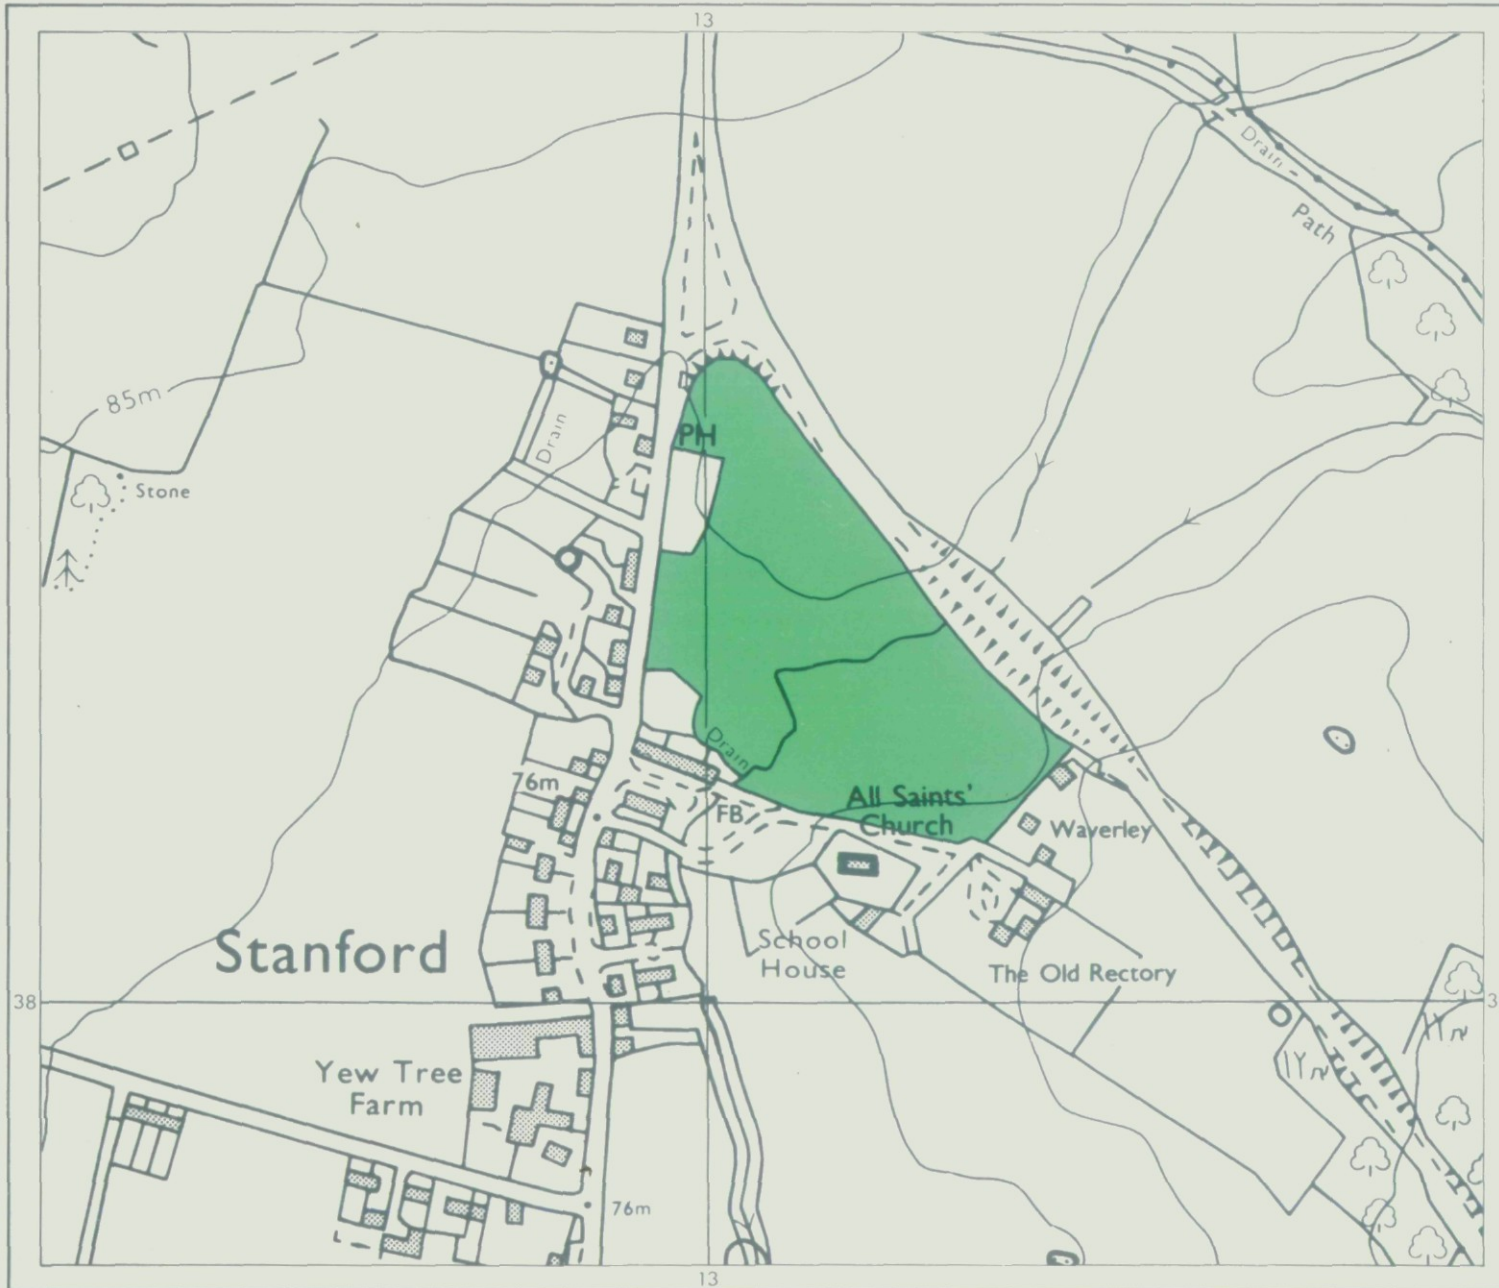 13
Drain
Path
85m
Drain
PH
Stone
Drain
76m
FB
All Saints'
Church
Waverley
Stanford
School
House
The Old Rectory
38
3
Yew Tree
Farm
76m
13